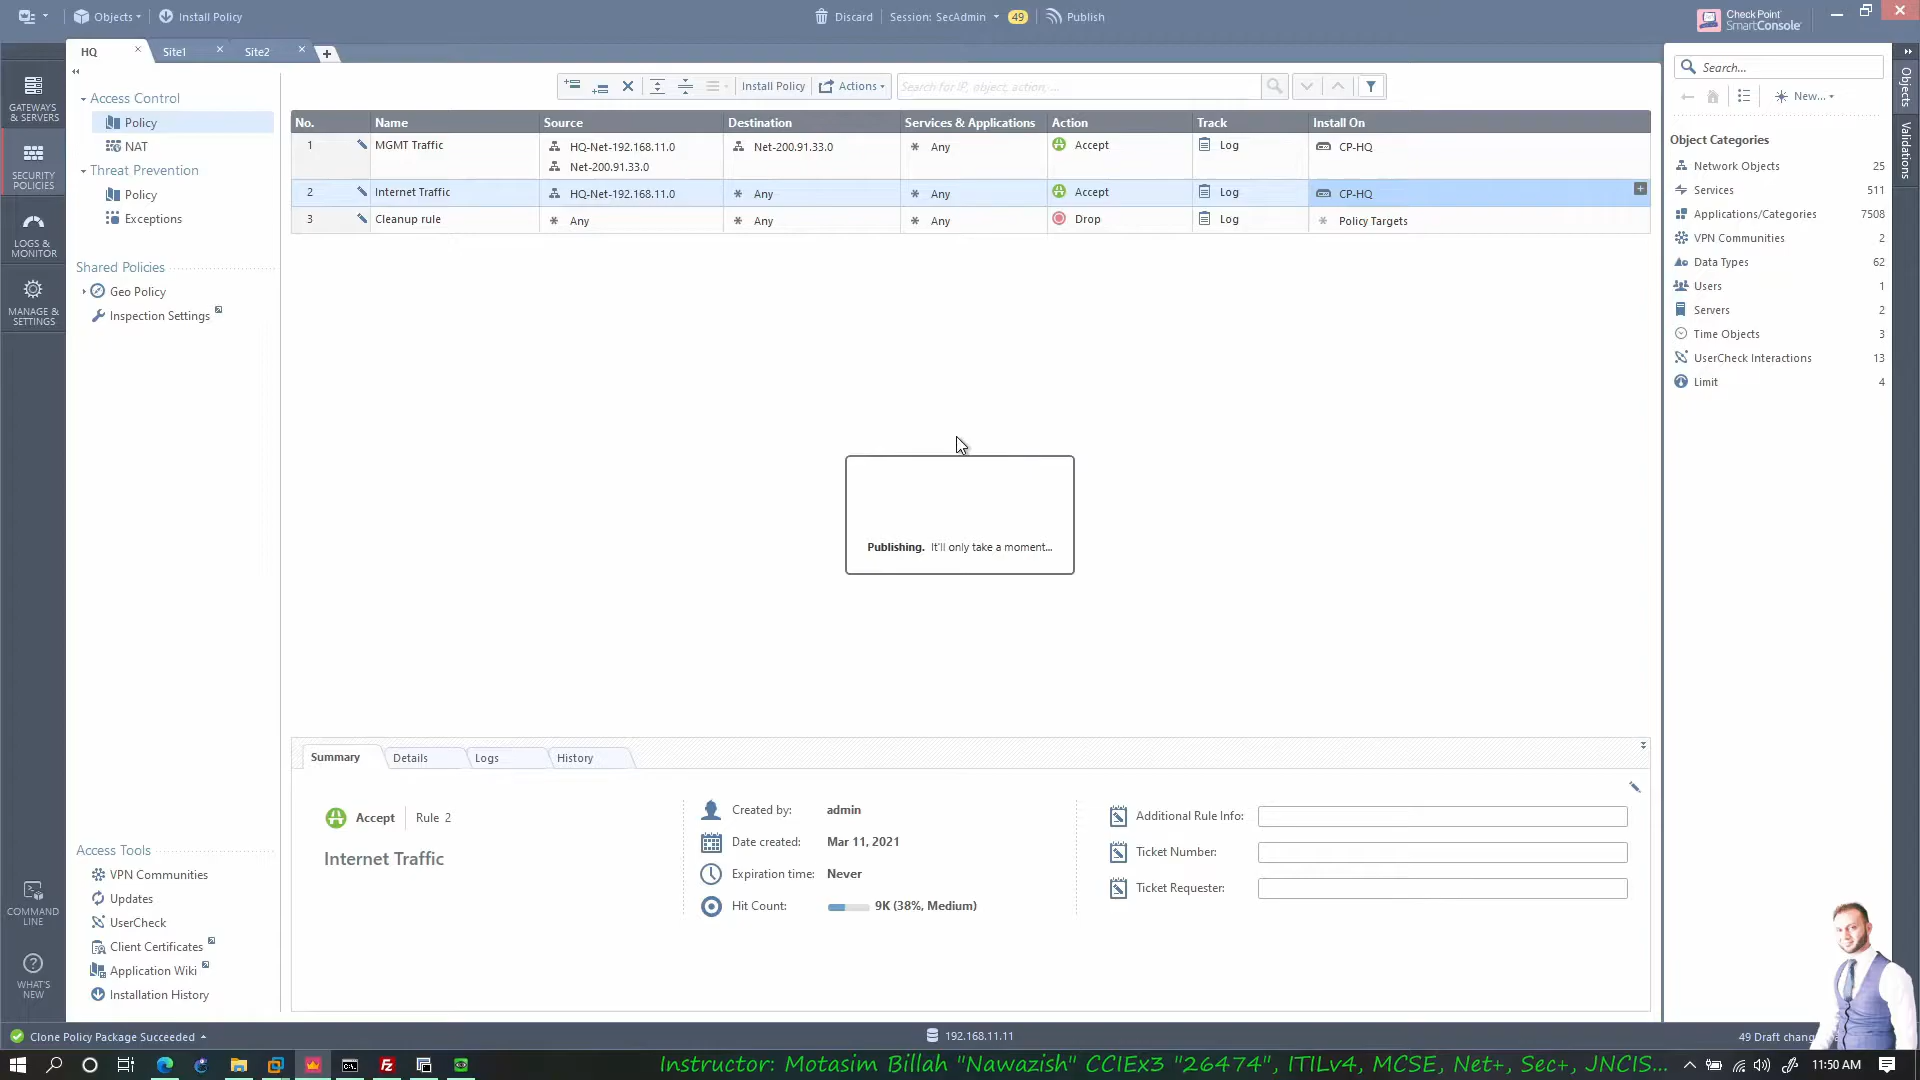 Objects
Install Policy
Discard
Session: SecAdmin
49
Publish
Check Point
SmartConsole
HQ
Site1
Site2
GATEWAYS
& SERVERS
SECURITY
POLICIES
LOGS &
MONITOR
MANAGE &
SETTINGS
COMMAND
LINE
WHAT'S
NEW
Access Control
Policy
NAT
Threat Prevention
Policy
Exceptions
Shared Policies
Geo Policy
Inspection Settings
Access Tools
VPN Communities
Updates
UserCheck
Client Certificates
Application Wiki
Installation History
Install Policy
Actions
Search for IP, object, action, ...
No. Name Source Destination Services & Applications Action Track Install On
1 MGMT Traffic HQ-Net-192.168.11.0 Net-200.91.33.0 Any Accept Log CP-HQ
Net-200.91.33.0
2 Internet Traffic HQ-Net-192.168.11.0 Any Any Accept Log CP-HQ
3 Cleanup rule Any Any Any Drop Log Policy Targets
Publishing. It'll only take a moment...
Summary
Details
Logs
History
Accept
Rule 2
Internet Traffic
Created by: admin
Date created: Mar 11, 2021
Expiration time: Never
Hit Count: 9K (38%, Medium)
Additional Rule Info:
Ticket Number:
Ticket Requester:
Search...
New...
Object Categories
Network Objects 25
Services 511
Applications/Categories 7508
VPN Communities 2
Data Types 62
Users 1
Servers 2
Time Objects 3
UserCheck Interactions 13
Limit 4
Objects
Validations
Clone Policy Package Succeeded
192.168.11.11
49 Draft chang
Instructor: Motasim Billah "Nawazish" CCIEx3 "26474", ITILv4, MCSE, Net+, Sec+, JNCIS...
11:50 AM